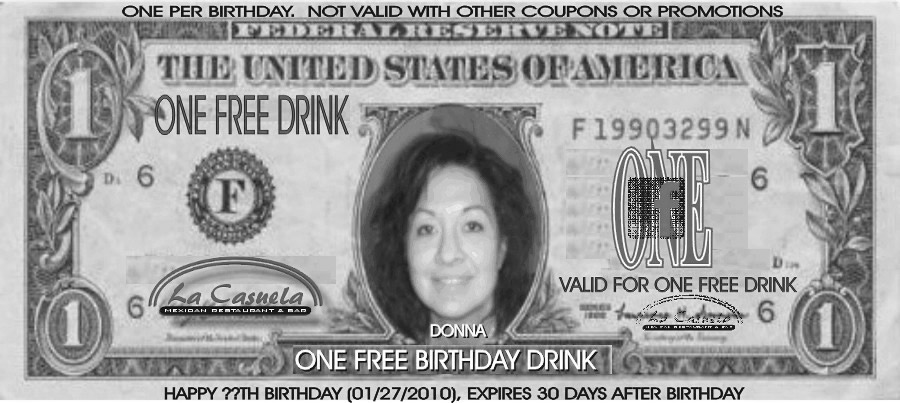 ONE PER BIRTHDAY. NOT VALID WITH OTHER COUPONS OR PROMOTIONS
FEDERAL RESERVE NOTE
THE UNITED STATES OF AMERICA
1
1
ONE FREE DRINK
F 19903299 N
D1 6
F
ONE
f
6
D
La Casuela
MEXICAN RESTAURANT & BAR
VALID FOR ONE FREE DRINK
1
6
SERIES
6
1
DONNA
ONE FREE BIRTHDAY DRINK
HAPPY ??TH BIRTHDAY (01/27/2010), EXPIRES 30 DAYS AFTER BIRTHDAY